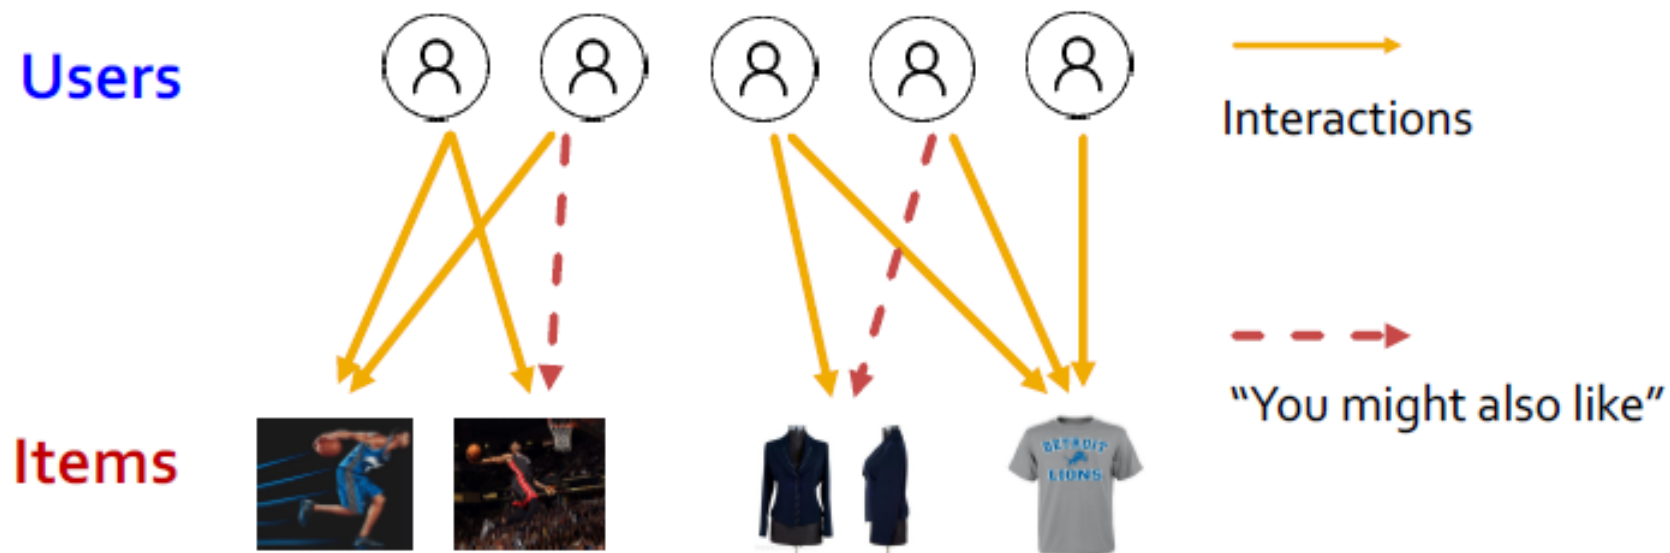 Users
Interactions
“You might also like”
Items
DETROIT
LIONS